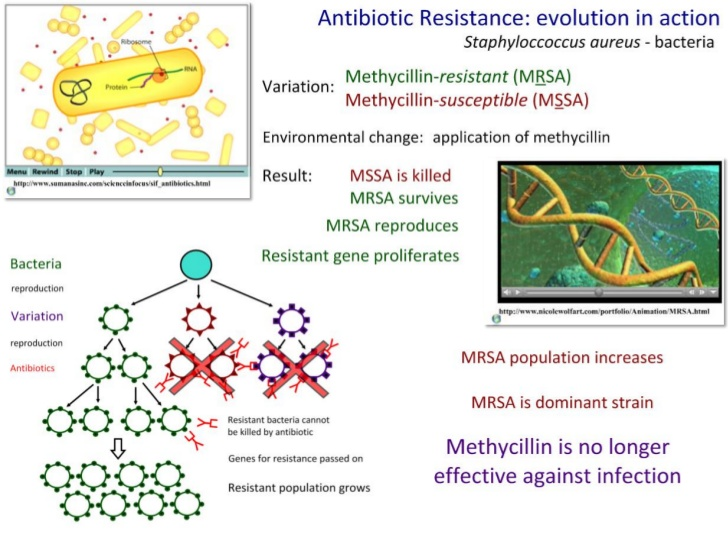 Antibiotic Resistance: evolution in action
Staphyloccoccus aureus - bacteria
Ribosome
RNA
Protein
Menu Rewind Stop Play
http://www.sumanasinc.com/scienceinfocus/sif_antibiotics.html
Variation:
Methycillin-resistant (MRSA)
Methycillin-susceptible (MSSA)
Environmental change: application of methycillin
Result:
MSSA is killed
MRSA survives
MRSA reproduces
Resistant gene proliferates
http://www.nicolewolfart.com/portfolio/Animation/MRSA.html
Bacteria
reproduction
Variation
reproduction
Antibiotics
Resistant bacteria cannot
be killed by antibiotic
Genes for resistance passed on
Resistant population grows
MRSA population increases
MRSA is dominant strain
Methycillin is no longer
effective against infection